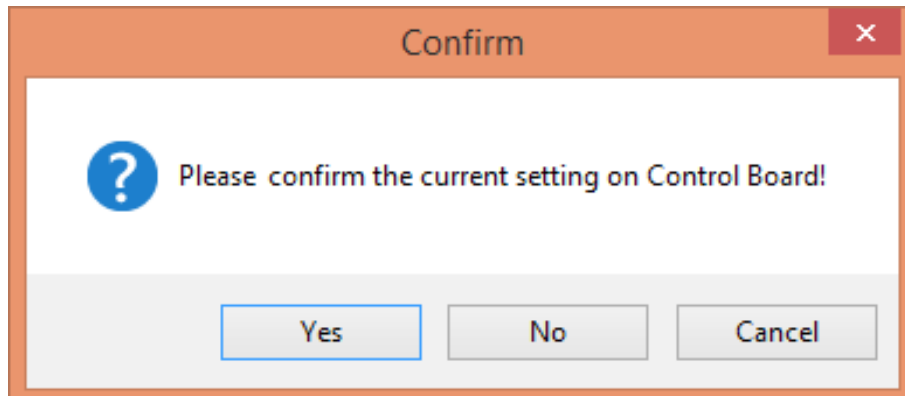 Confirm
Please confirm the current setting on Control Board!
Yes No Cancel